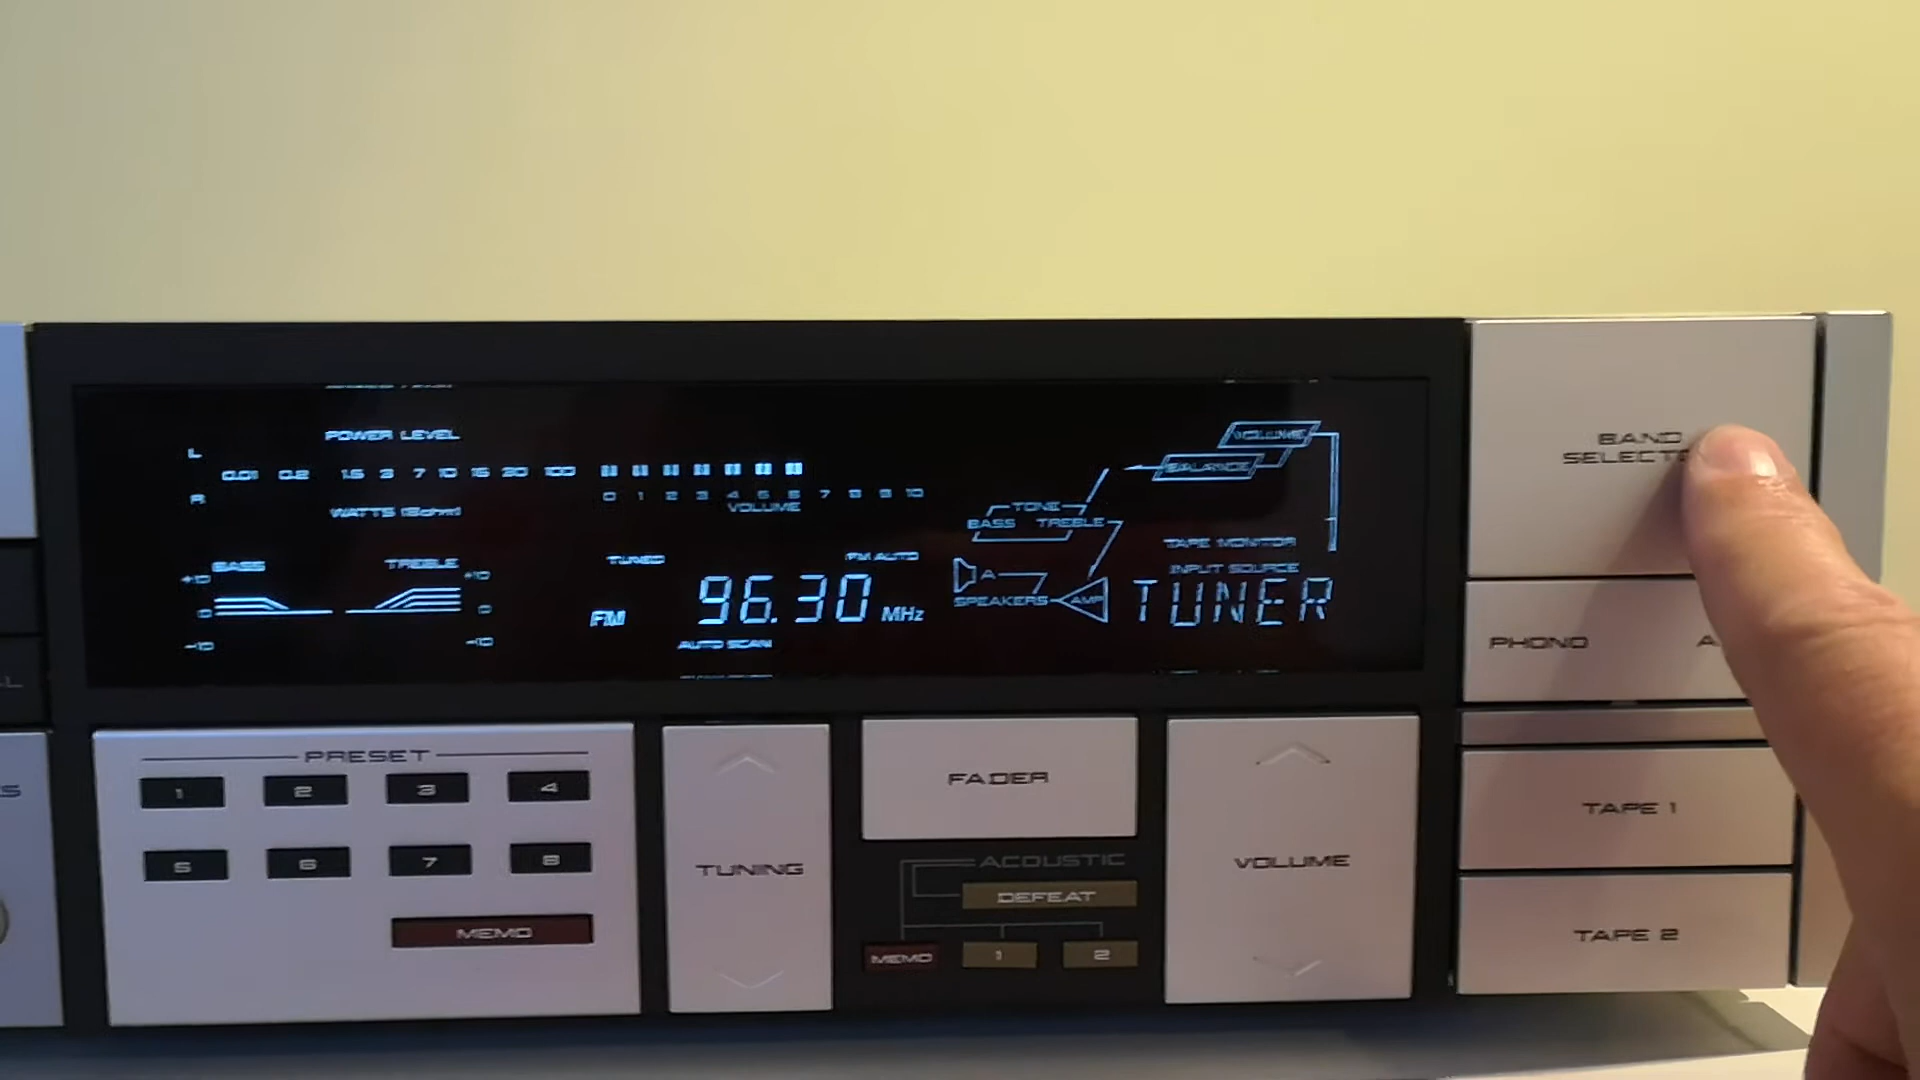 POWER LEVEL
L
0.01 0.2 1.5 3 7 10 15 30 100
R
0 1 2 3 4 5 6 7 8 9 10
WATTS (8ohm)
VOLUME
BASS TREBLE
+10 +10
0 0
-10 -10
TUNED FM AUTO
FM 96.30 MHz
AUTO SCAN
VOLUME
BALANCE
TONE
BASS TREBLE
TAPE MONITOR
INPUT SOURCE
A
SPEAKERS AMP
TUNER
BAND
PHONO
PRESET
1 2 3 4
5 6 7 8
MEMO
TUNING
FADER
ACOUSTIC
DEFEAT
MEMO 1 2
VOLUME
TAPE 1
TAPE 2